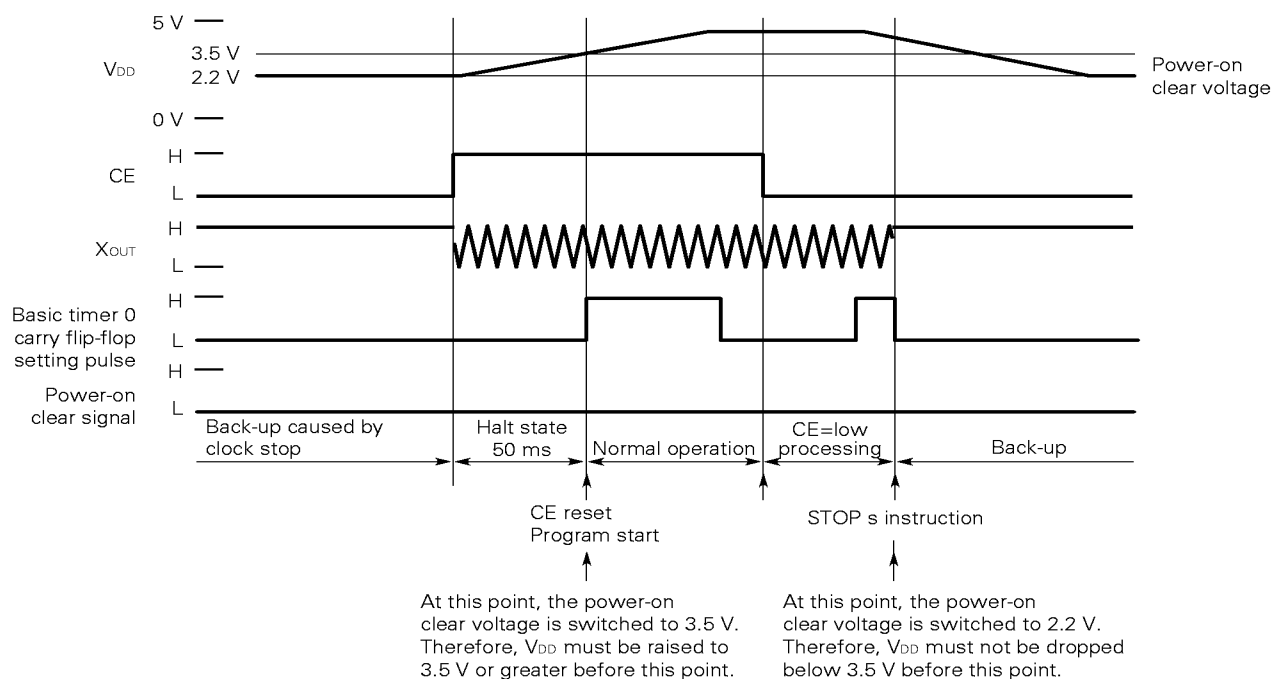 5 V
3.5 V
VDD
2.2 V
Power-on
clear voltage
0 V
H
CE
L
H
XOUT
L
H
Basic timer 0
carry flip-flop
setting pulse
L
H
Power-on
clear signal
L
Back-up caused by
clock stop
Halt state
50 ms
Normal operation
CE=low
processing
Back-up
CE reset
Program start
STOP s instruction
At this point, the power-on
clear voltage is switched to 3.5 V.
Therefore, VDD must be raised to
3.5 V or greater before this point.
At this point, the power-on
clear voltage is switched to 2.2 V.
Therefore, VDD must not be dropped
below 3.5 V before this point.